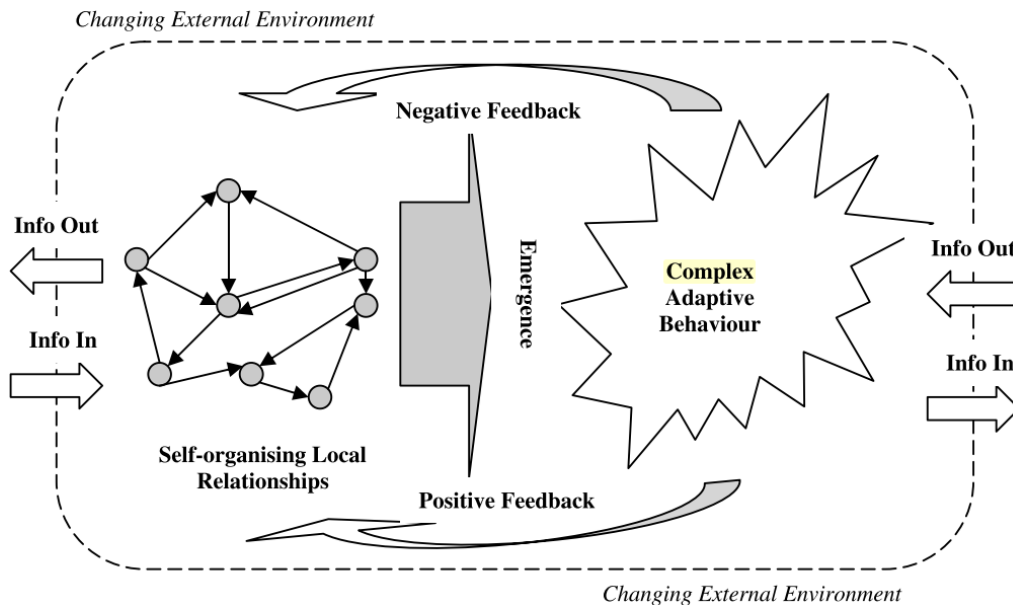 Changing External Environment
Negative Feedback
Info Out
Info In
Self-organising Local
Relationships
Emergence
Complex
Adaptive
Behaviour
Info Out
Info In
Positive Feedback
Changing External Environment